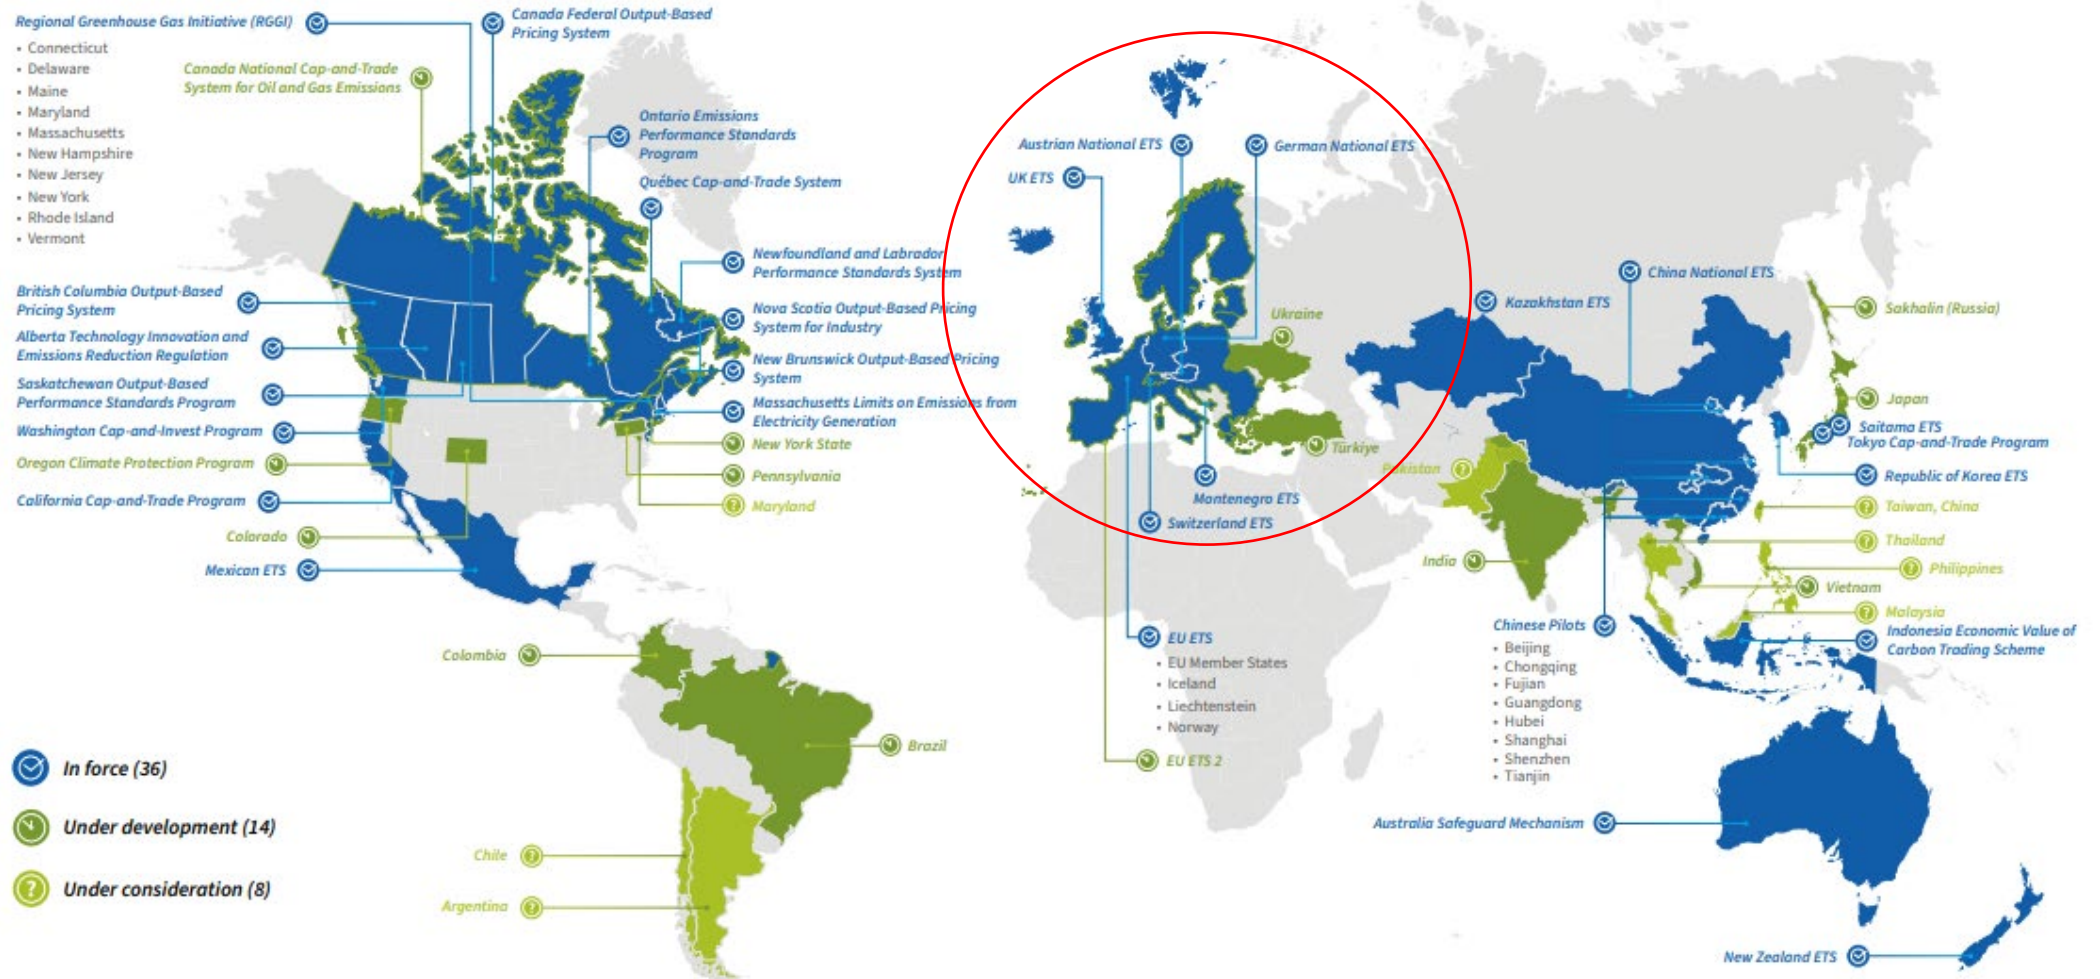 Regional Greenhouse Gas Initiative (RGGI)
• Connecticut
• Delaware
• Maine
• Maryland
• Massachusetts
• New Hampshire
• New Jersey
• New York
• Rhode Island
• Vermont
Canada Federal Output-Based
Pricing System
Canada National Cap-and-Trade
System for Oil and Gas Emissions
Ontario Emissions
Performance Standards
Program
Québec Cap-and-Trade System
Newfoundland and Labrador
Performance Standards System
Nova Scotia Output-Based Pricing
System for Industry
New Brunswick Output-Based Pricing
System
Massachusetts Limits on Emissions from
Electricity Generation
New York State
Pennsylvania
Maryland
British Columbia Output-Based
Pricing System
Alberta Technology Innovation and
Emissions Reduction Regulation
Saskatchewan Output-Based
Performance Standards Program
Washington Cap-and-Invest Program
Oregon Climate Protection Program
California Cap-and-Trade Program
Colorado
Mexican ETS
Colombia
Brazil
Chile
Argentina
In force (36)
Under development (14)
? Under consideration (8)
Austrian National ETS
German National ETS
UK ETS
Ukraine
Türkiye
Montenegro ETS
Switzerland ETS
EU ETS
• EU Member States
• Iceland
• Liechtenstein
• Norway
EU ETS 2
Kazakhstan ETS
China National ETS
Pakistan
India
Chinese Pilots
• Beijing
• Chongqing
• Fujian
• Guangdong
• Hubei
• Shanghai
• Shenzhen
• Tianjin
Sakhalin (Russia)
Japan
Saitama ETS
Tokyo Cap-and-Trade Program
Republic of Korea ETS
Taiwan, China
Thailand
Philippines
Vietnam
Malaysia
Indonesia Economic Value of
Carbon Trading Scheme
Australia Safeguard Mechanism
New Zealand ETS